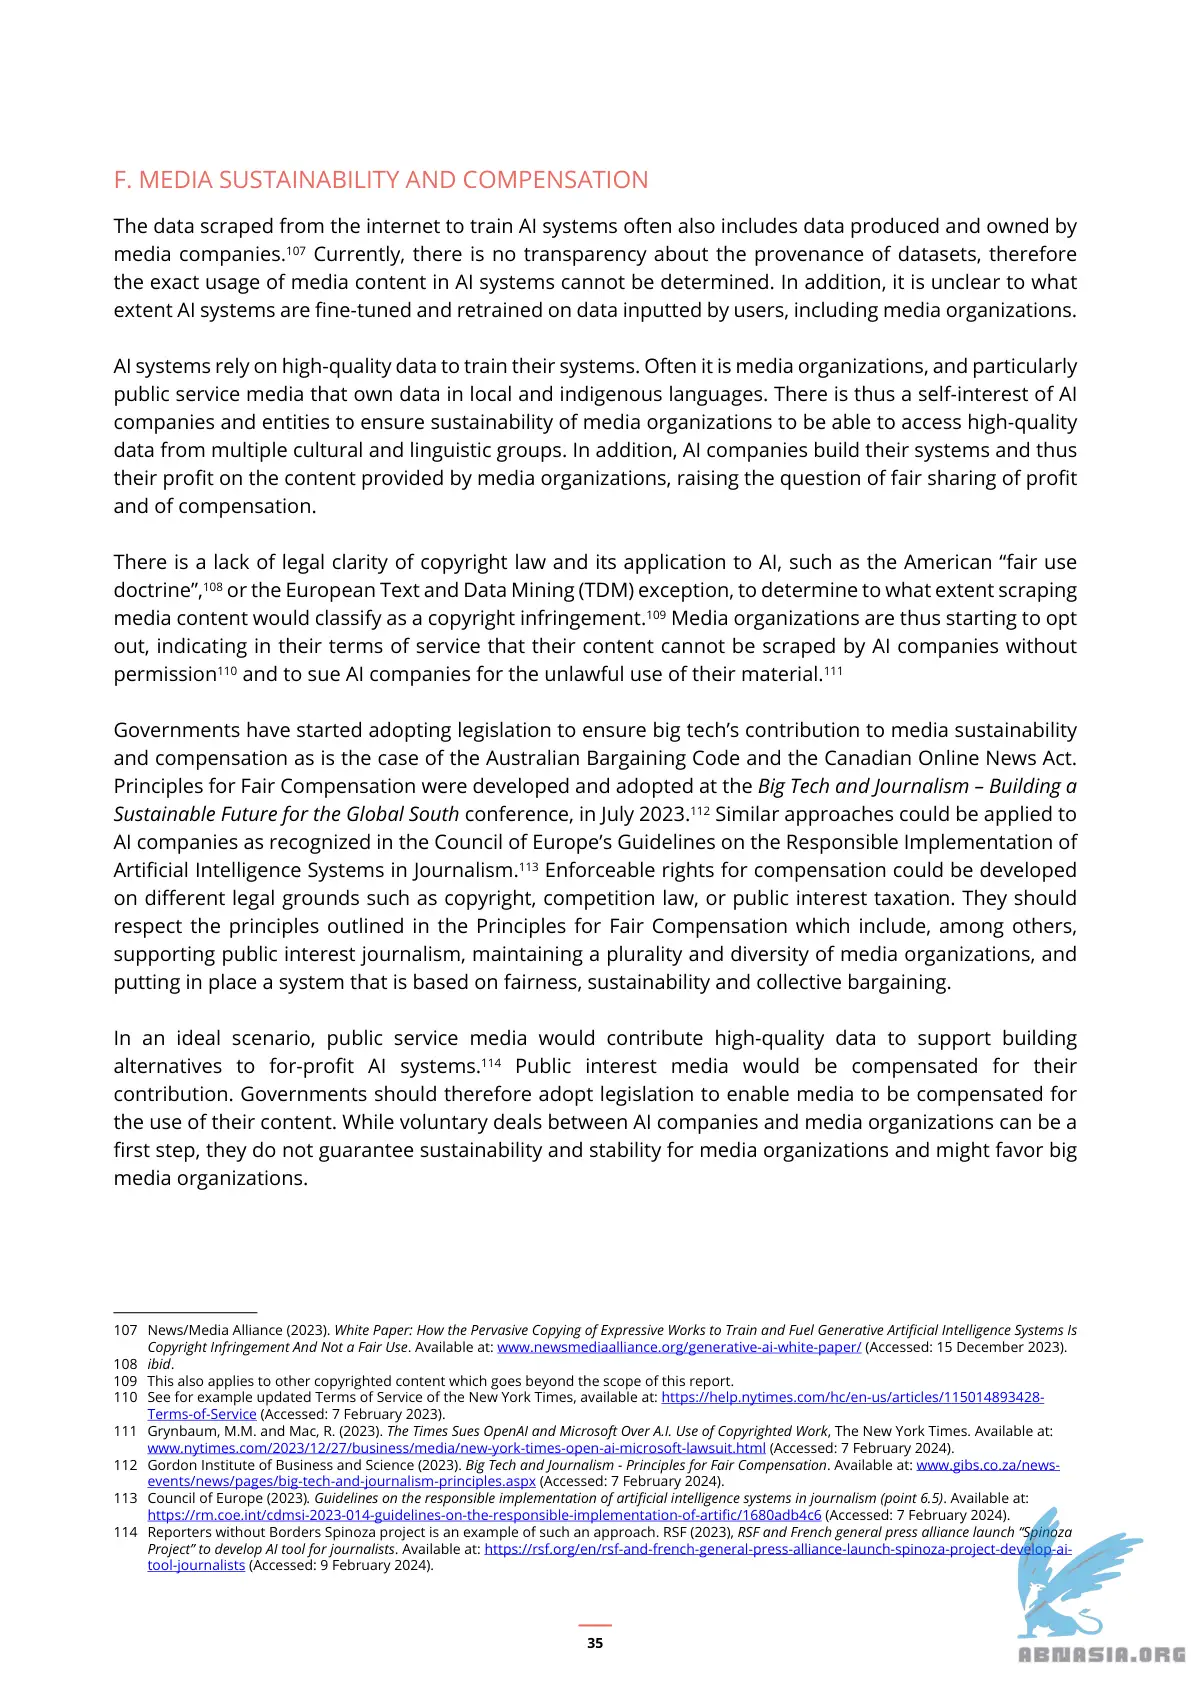 F. MEDIA SUSTAINABILITY AND COMPENSATION
The data scraped from the internet to train AI systems often also includes data produced and owned by
media companies.107 Currently, there is no transparency about the provenance of datasets, therefore
the exact usage of media content in AI systems cannot be determined. In addition, it is unclear to what
extent AI systems are fine-tuned and retrained on data inputted by users, including media organizations.
AI systems rely on high-quality data to train their systems. Often it is media organizations, and particularly
public service media that own data in local and indigenous languages. There is thus a self-interest of AI
companies and entities to ensure sustainability of media organizations to be able to access high-quality
data from multiple cultural and linguistic groups. In addition, AI companies build their systems and thus
their profit on the content provided by media organizations, raising the question of fair sharing of profit
and of compensation.
There is a lack of legal clarity of copyright law and its application to AI, such as the American “fair use
doctrine”,108 or the European Text and Data Mining (TDM) exception, to determine to what extent scraping
media content would classify as a copyright infringement.109 Media organizations are thus starting to opt
out, indicating in their terms of service that their content cannot be scraped by AI companies without
permission110 and to sue AI companies for the unlawful use of their material.111
Governments have started adopting legislation to ensure big tech’s contribution to media sustainability
and compensation as is the case of the Australian Bargaining Code and the Canadian Online News Act.
Principles for Fair Compensation were developed and adopted at the Big Tech and Journalism – Building a
Sustainable Future for the Global South conference, in July 2023.112 Similar approaches could be applied to
AI companies as recognized in the Council of Europe’s Guidelines on the Responsible Implementation of
Artificial Intelligence Systems in Journalism.113 Enforceable rights for compensation could be developed
on different legal grounds such as copyright, competition law, or public interest taxation. They should
respect the principles outlined in the Principles for Fair Compensation which include, among others,
supporting public interest journalism, maintaining a plurality and diversity of media organizations, and
putting in place a system that is based on fairness, sustainability and collective bargaining.
In an ideal scenario, public service media would contribute high-quality data to support building
alternatives to for-profit AI systems.114 Public interest media would be compensated for their
contribution. Governments should therefore adopt legislation to enable media to be compensated for
the use of their content. While voluntary deals between AI companies and media organizations can be a
first step, they do not guarantee sustainability and stability for media organizations and might favor big
media organizations.
107 News/Media Alliance (2023). White Paper: How the Pervasive Copying of Expressive Works to Train and Fuel Generative Artificial Intelligence Systems Is
Copyright Infringement And Not a Fair Use. Available at: www.newsmediaalliance.org/generative-ai-white-paper/ (Accessed: 15 December 2023).
108 ibid.
109 This also applies to other copyrighted content which goes beyond the scope of this report.
110 See for example updated Terms of Service of the New York Times, available at: https://help.nytimes.com/hc/en-us/articles/115014893428-
Terms-of-Service (Accessed: 7 February 2023).
111 Grynbaum, M.M. and Mac, R. (2023). The Times Sues OpenAI and Microsoft Over A.I. Use of Copyrighted Work, The New York Times. Available at:
www.nytimes.com/2023/12/27/business/media/new-york-times-open-ai-microsoft-lawsuit.html (Accessed: 7 February 2024).
112 Gordon Institute of Business and Science (2023). Big Tech and Journalism - Principles for Fair Compensation. Available at: www.gibs.co.za/news-
events/news/pages/big-tech-and-journalism-principles.aspx (Accessed: 7 February 2024).
113 Council of Europe (2023). Guidelines on the responsible implementation of artificial intelligence systems in journalism (point 6.5). Available at:
https://rm.coe.int/cdmsi-2023-014-guidelines-on-the-responsible-implementation-of-artific/1680adb4c6 (Accessed: 7 February 2024).
114 Reporters without Borders Spinoza project is an example of such an approach. RSF (2023), RSF and French general press alliance launch “Spinoza
Project” to develop AI tool for journalists. Available at: https://rsf.org/en/rsf-and-french-general-press-alliance-launch-spinoza-project-develop-ai-
tool-journalists (Accessed: 9 February 2024).
35
ABNASIA.ORG